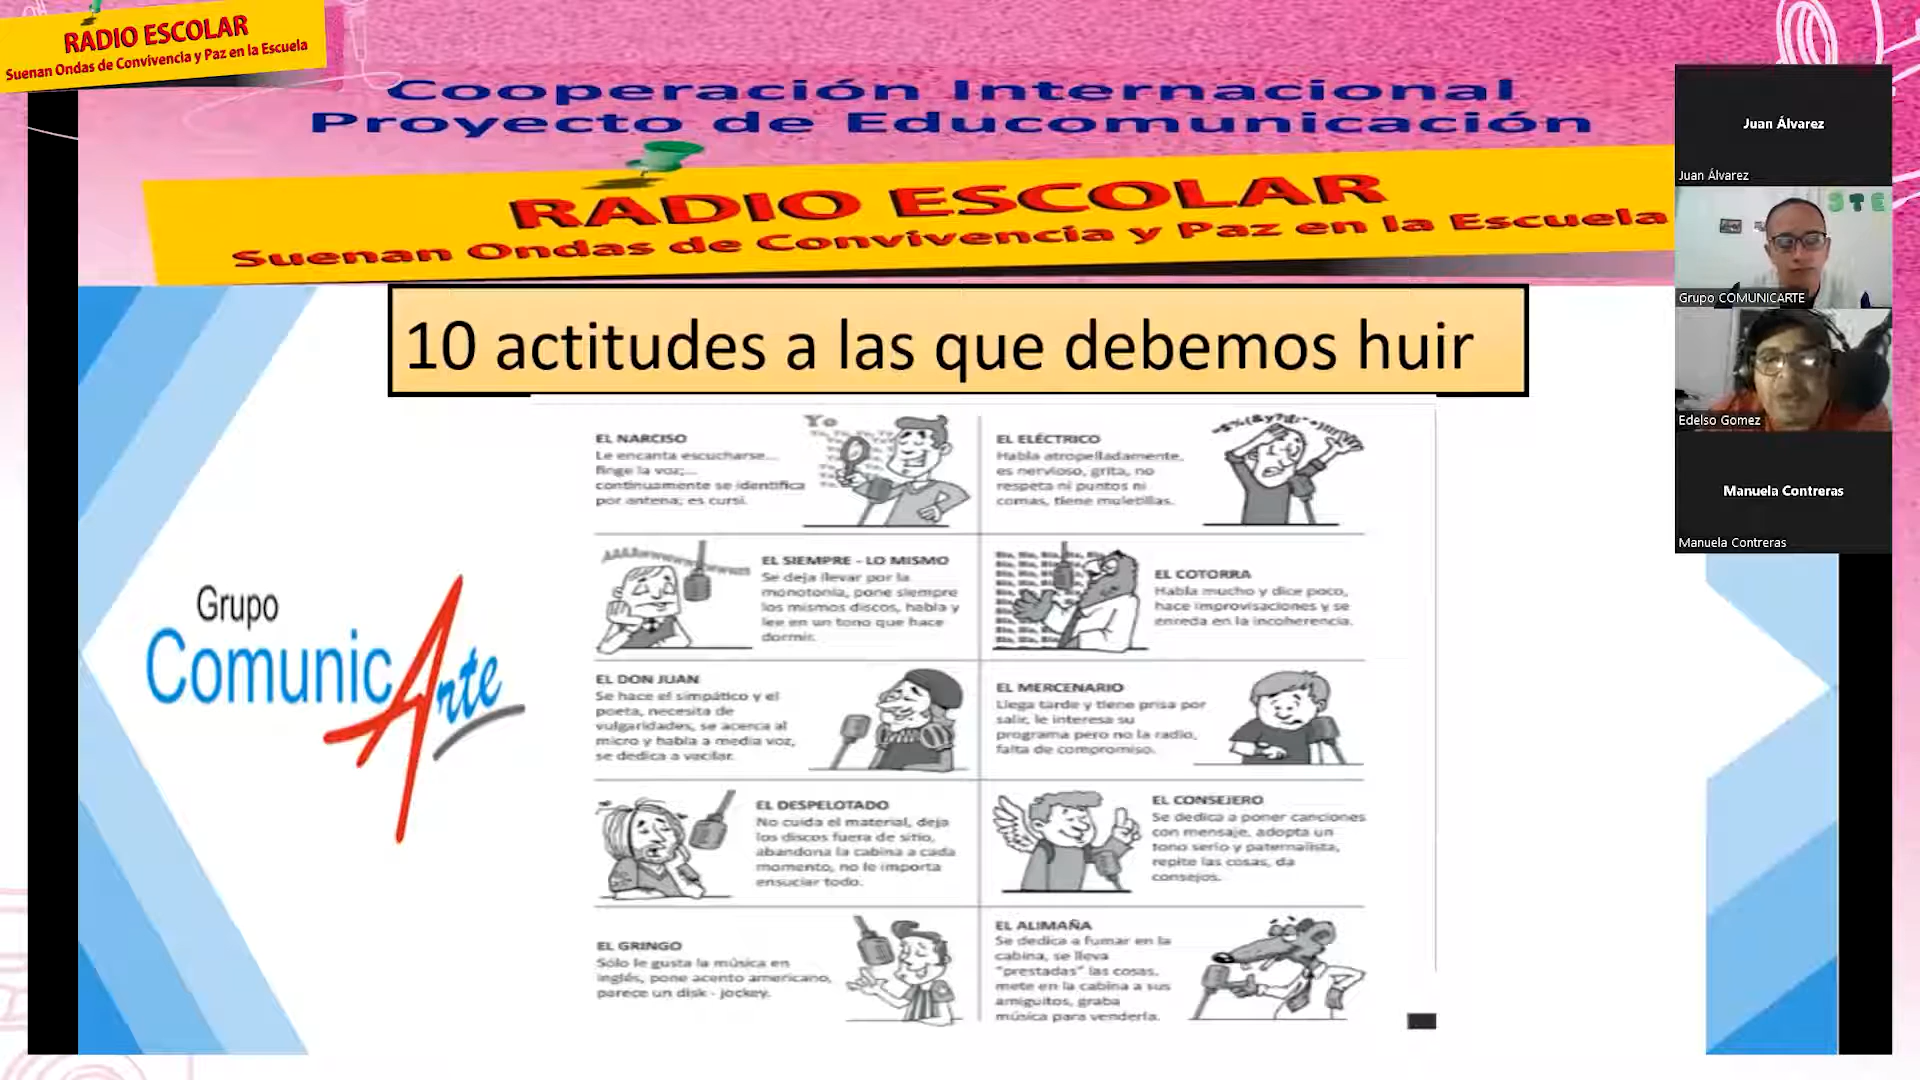 RADIO ESCOLAR
Suenan Ondas de Convivencia y Paz en la Escuela
Cooperación Internacional
Proyecto de Educomunicación
RADIO ESCOLAR
Suenan Ondas de Convivencia y Paz en la Escuela
10 actitudes a las que debemos huir
Grupo
ComunicArte
EL NARCISO
Le encanta escucharse...
finge la voz;...
continuamente se identifica
por antena; es cursi.
Yo
EL ELÉCTRICO
Habla atropelladamente,
es nervioso, grita, no
respeta ni puntos ni
comas, tiene muletillas.
EL SIEMPRE - LO MISMO
Se deja llevar por la
monotonía, pone siempre
los mismos discos, habla y
lee en un tono que hace
dormir.
EL COTORRA
Habla mucho y dice poco,
hace improvisaciones y se
enreda en la incoherencia.
EL DON JUAN
Se hace el simpático y el
poeta, necesita de
vulgaridades, se acerca al
micro y habla a media voz,
se dedica a vacilar.
EL MERCENARIO
Llega tarde y tiene prisa por
salir, le interesa su
programa pero no la radio,
falta de compromiso.
EL DESPELOTADO
No cuida el material, deja
los discos fuera de sitio,
abandona la cabina a cada
momento, no le importa
ensuciar todo.
EL CONSEJERO
Se dedica a poner canciones
con mensaje, adopta un
tono serio y paternalista,
repite las cosas, da
consejos.
EL GRINGO
Sólo le gusta la música en
inglés, pone acento americano,
parece un disk - jockey.
EL ALIMAÑA
Se dedica a fumar en la
cabina, se lleva
"prestadas" las cosas,
mete en la cabina a sus
amiguitos, graba
música para venderla.
Juan Álvarez
Juan Álvarez
STE
Grupo COMUNICARTE
Edelso Gomez
Manuela Contreras
Manuela Contreras